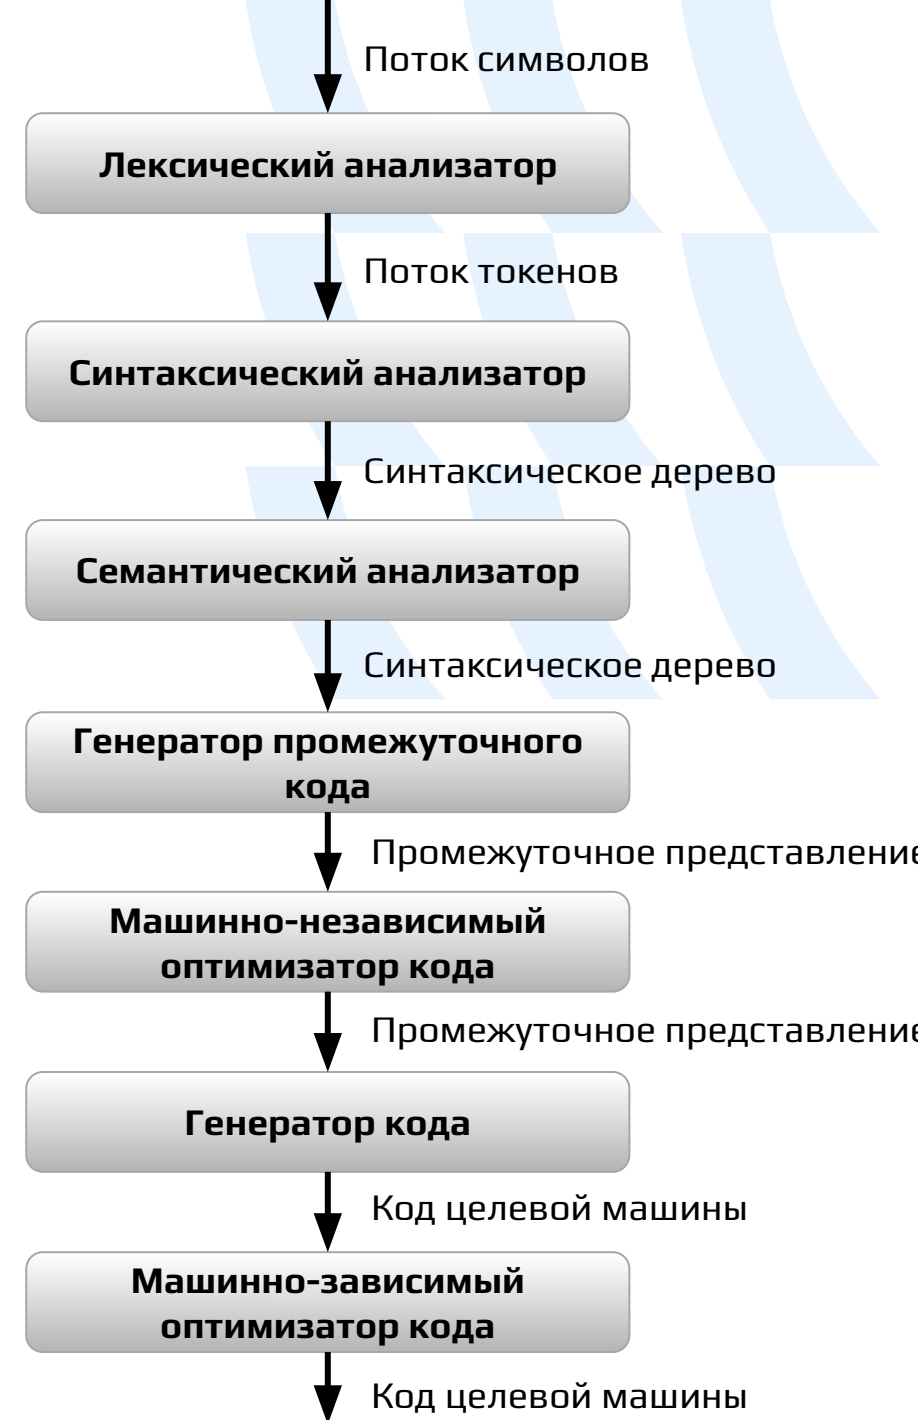 Поток символов
Лексический анализатор
Поток токенов
Синтаксический анализатор
Синтаксическое дерево
Семантический анализатор
Синтаксическое дерево
Генератор промежуточного
кода
Промежуточное представление
Машинно-независимый
оптимизатор кода
Промежуточное представление
Генератор кода
Код целевой машины
Машинно-зависимый
оптимизатор кода
Код целевой машины